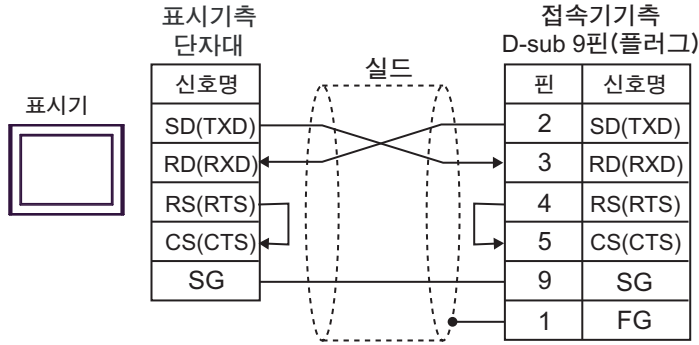 표시기측
단자대
접속기기측
D-sub 9핀(플러그)
표시기
실드
신호명
핀 신호명
SD(TXD)
2 SD(TXD)
RD(RXD)
3 RD(RXD)
RS(RTS)
4 RS(RTS)
CS(CTS)
5 CS(CTS)
SG
9 SG
1 FG